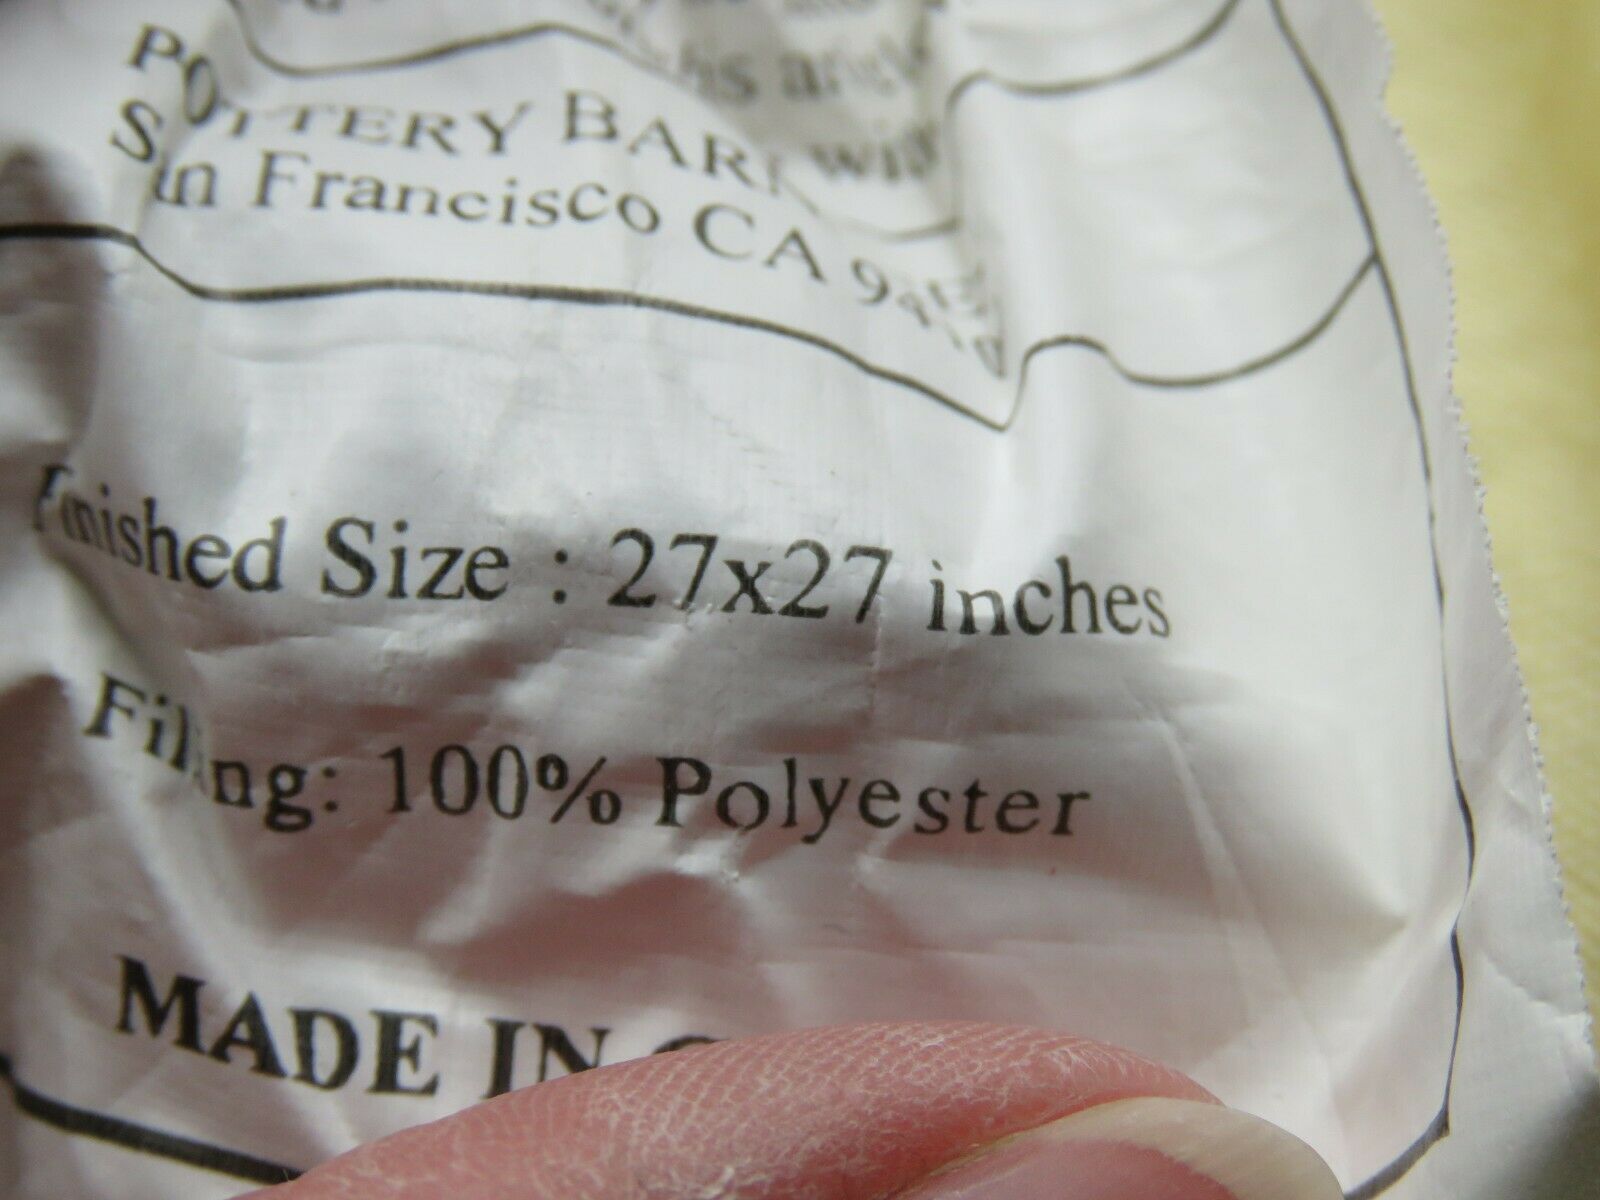 POTTERY BARN
San Francisco CA
Finished Size : 27x27 inches
Filling: 100% Polyester
MADE IN